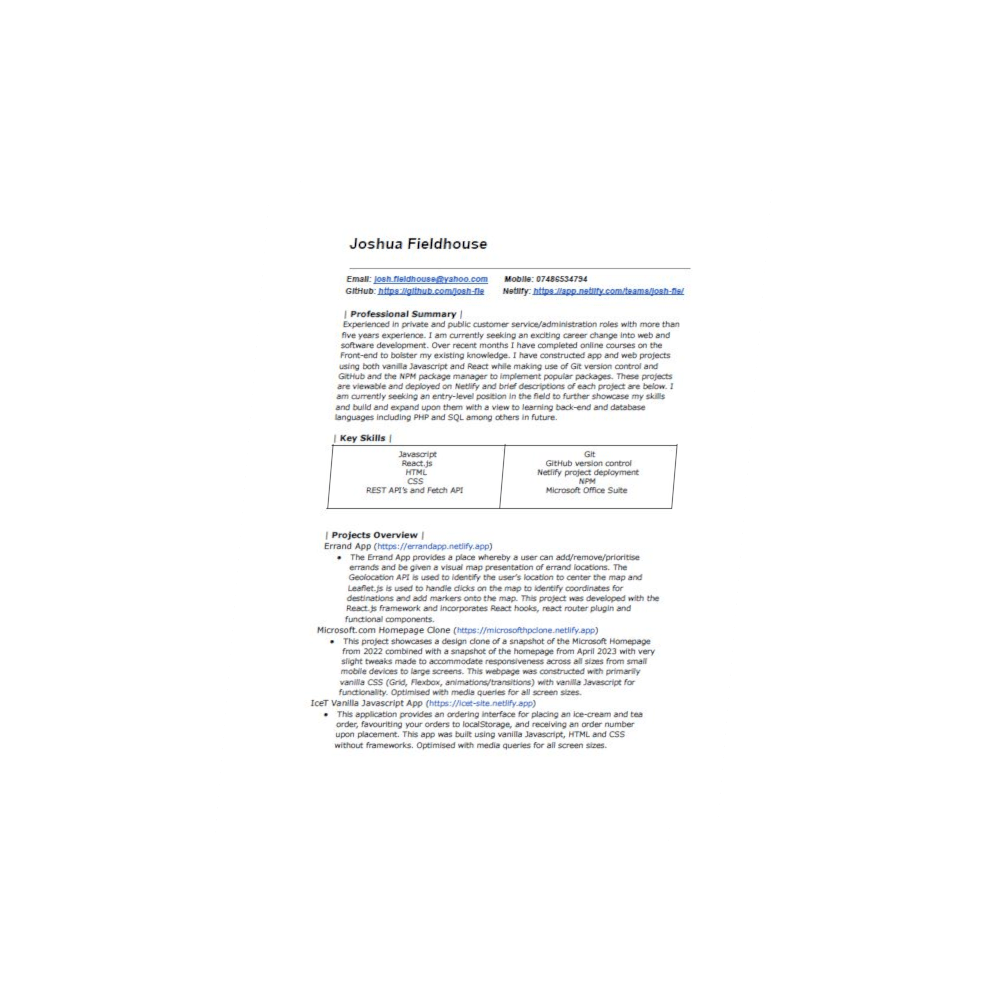 Joshua Fieldhouse
Email: josh.fieldhouse@yahoo.com Mobile: 07486534794
GitHub: https://github.com/josh-fie Netlify: https://app.netlify.com/teams/josh-fie/
| Professional Summary |
Experienced in private and public customer service/administration roles with more than
five years experience. I am currently seeking an exciting career change into web and
software development. Over recent months I have completed online courses on the
Front-end to bolster my existing knowledge. I have constructed app and web projects
using both vanilla Javascript and React while making use of Git version control and
GitHub and the NPM package manager to implement popular packages. These projects
are viewable and deployed on Netlify and brief descriptions of each project are below. I
am currently seeking an entry-level position in the field to further showcase my skills
and build and expand upon them with a view to learning back-end and database
languages including PHP and SQL among others in future.
| Key Skills |
Javascript Git
React.js GitHub version control
HTML Netlify project deployment
CSS NPM
REST API's and Fetch API Microsoft Office Suite
| Projects Overview |
Errand App (https://errandapp.netlify.app)
• The Errand App provides a place whereby a user can add/remove/prioritise
errands and be given a visual map presentation of errand locations. The
Geolocation API is used to identify the user's location to center the map and
Leaflet.js is used to handle clicks on the map to identify coordinates for
destinations and add markers onto the map. This project was developed with the
React.js framework and incorporates React hooks, react router plugin and
functional components.
Microsoft.com Homepage Clone (https://microsofthpclone.netlify.app)
• This project showcases a design clone of a snapshot of the Microsoft Homepage
from 2022 combined with a snapshot of the homepage from April 2023 with very
slight tweaks made to accommodate responsiveness across all sizes from small
mobile devices to large screens. This webpage was constructed with primarily
vanilla CSS (Grid, Flexbox, animations/transitions) with vanilla Javascript for
functionality. Optimised with media queries for all screen sizes.
IceT Vanilla Javascript App (https://icet-site.netlify.app)
• This application provides an ordering interface for placing an ice-cream and tea
order, favouriting your orders to localStorage, and receiving an order number
upon placement. This app was built using vanilla Javascript, HTML and CSS
without frameworks. Optimised with media queries for all screen sizes.